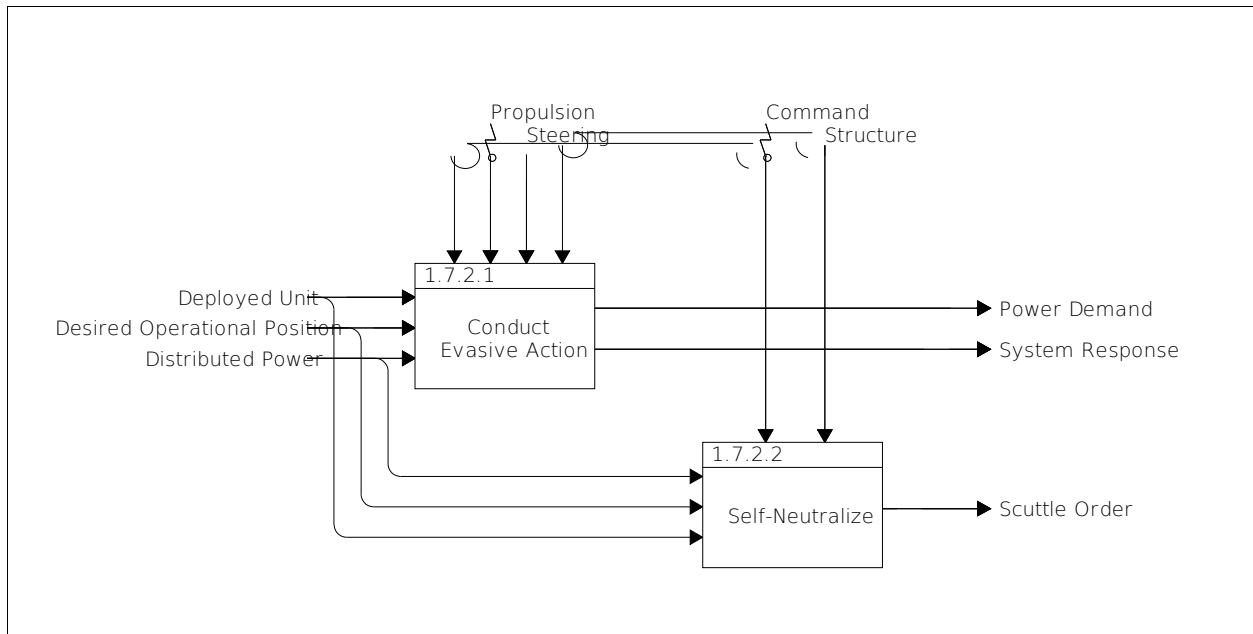 Propulsion
Steering
Command
Structure
1.7.2.1
Conduct
Evasive Action
Deployed Unit
Desired Operational Position
Distributed Power
Power Demand
System Response
1.7.2.2
Self-Neutralize
Scuttle Order